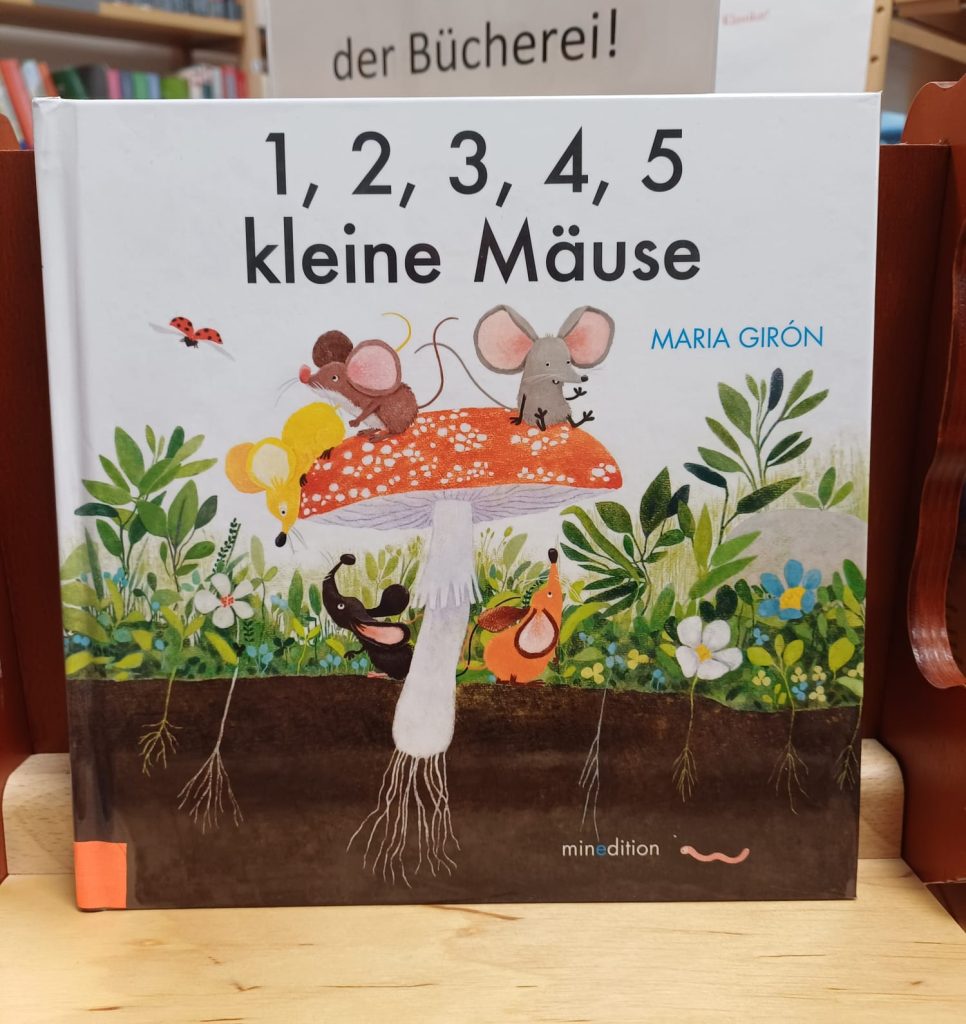 der Bücherei!
1, 2, 3, 4, 5
kleine Mäuse
MARIA GIRÓN
minedition